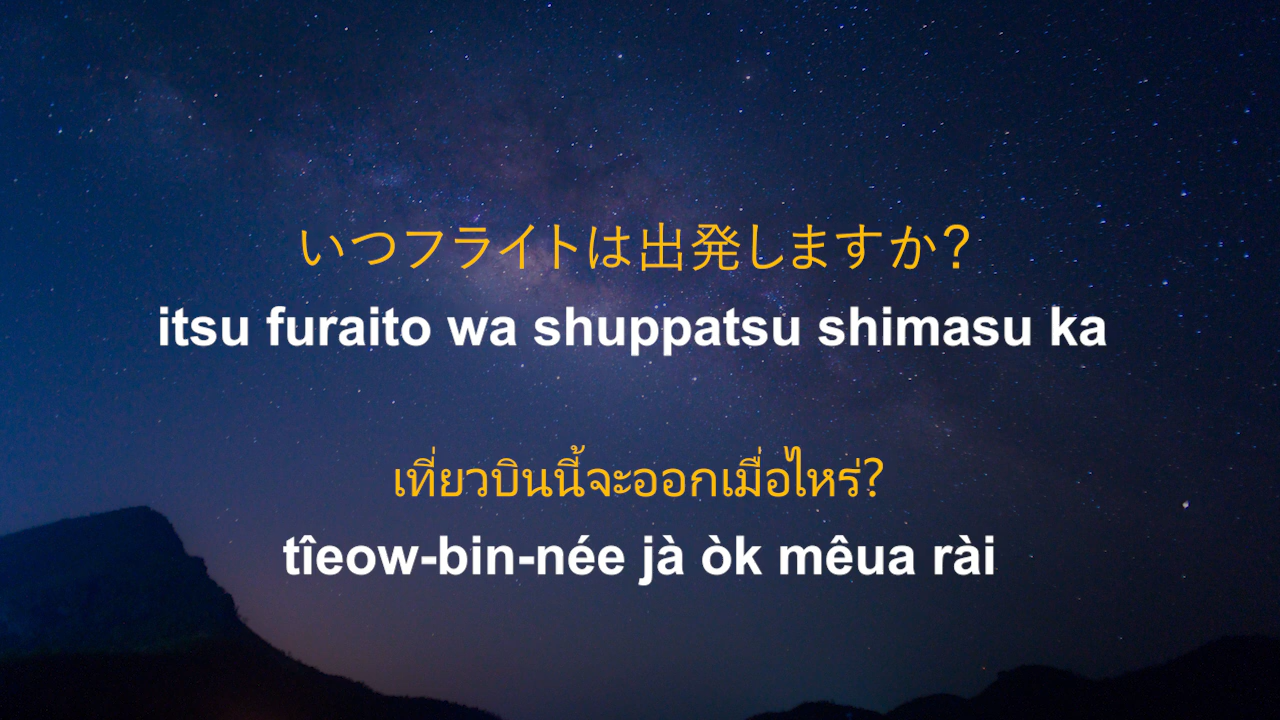 いつフライトは出発しますか?
itsu furaito wa shuppatsu shimasu ka
เที่ยวบินนี้จะออกเมื่อไหร่?
tîeow-bin-née jà òk mêua rài